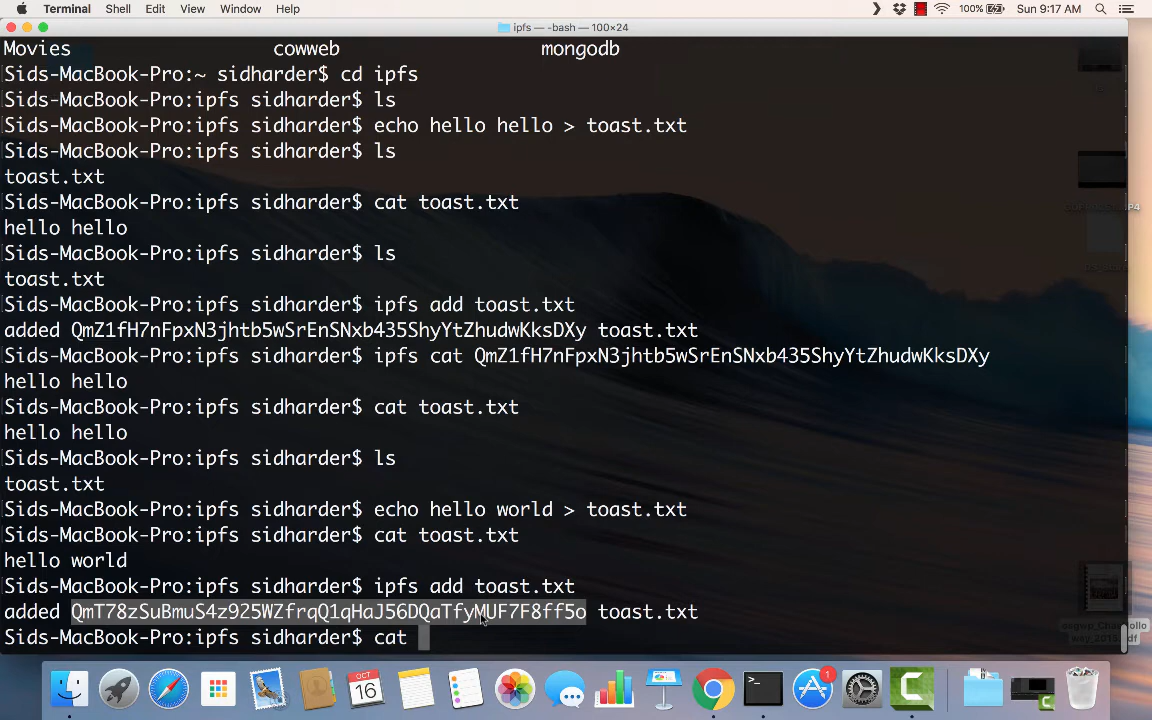 Terminal Shell Edit View Window Help 100% Sun 9:17 AM
ipfs — -bash — 100×24
Movies cowweb mongodb
Sids-MacBook-Pro:~ sidharder$ cd ipfs
Sids-MacBook-Pro:ipfs sidharder$ ls
Sids-MacBook-Pro:ipfs sidharder$ echo hello hello > toast.txt
Sids-MacBook-Pro:ipfs sidharder$ ls
toast.txt
Sids-MacBook-Pro:ipfs sidharder$ cat toast.txt
hello hello
Sids-MacBook-Pro:ipfs sidharder$ ls
toast.txt
Sids-MacBook-Pro:ipfs sidharder$ ipfs add toast.txt
added QmZ1fH7nFpxN3jhtb5wSrEnSNxb435ShyYtZhudwKksDXy toast.txt
Sids-MacBook-Pro:ipfs sidharder$ ipfs cat QmZ1fH7nFpxN3jhtb5wSrEnSNxb435ShyYtZhudwKksDXy
hello hello
Sids-MacBook-Pro:ipfs sidharder$ cat toast.txt
hello hello
Sids-MacBook-Pro:ipfs sidharder$ ls
toast.txt
Sids-MacBook-Pro:ipfs sidharder$ echo hello world > toast.txt
Sids-MacBook-Pro:ipfs sidharder$ cat toast.txt
hello world
Sids-MacBook-Pro:ipfs sidharder$ ipfs add toast.txt
added QmT78zSuBmuS4z925WZfrqQ1qHaJ56DQaTfyMUF7F8ff5o toast.txt
Sids-MacBook-Pro:ipfs sidharder$ cat
OCT
16
1